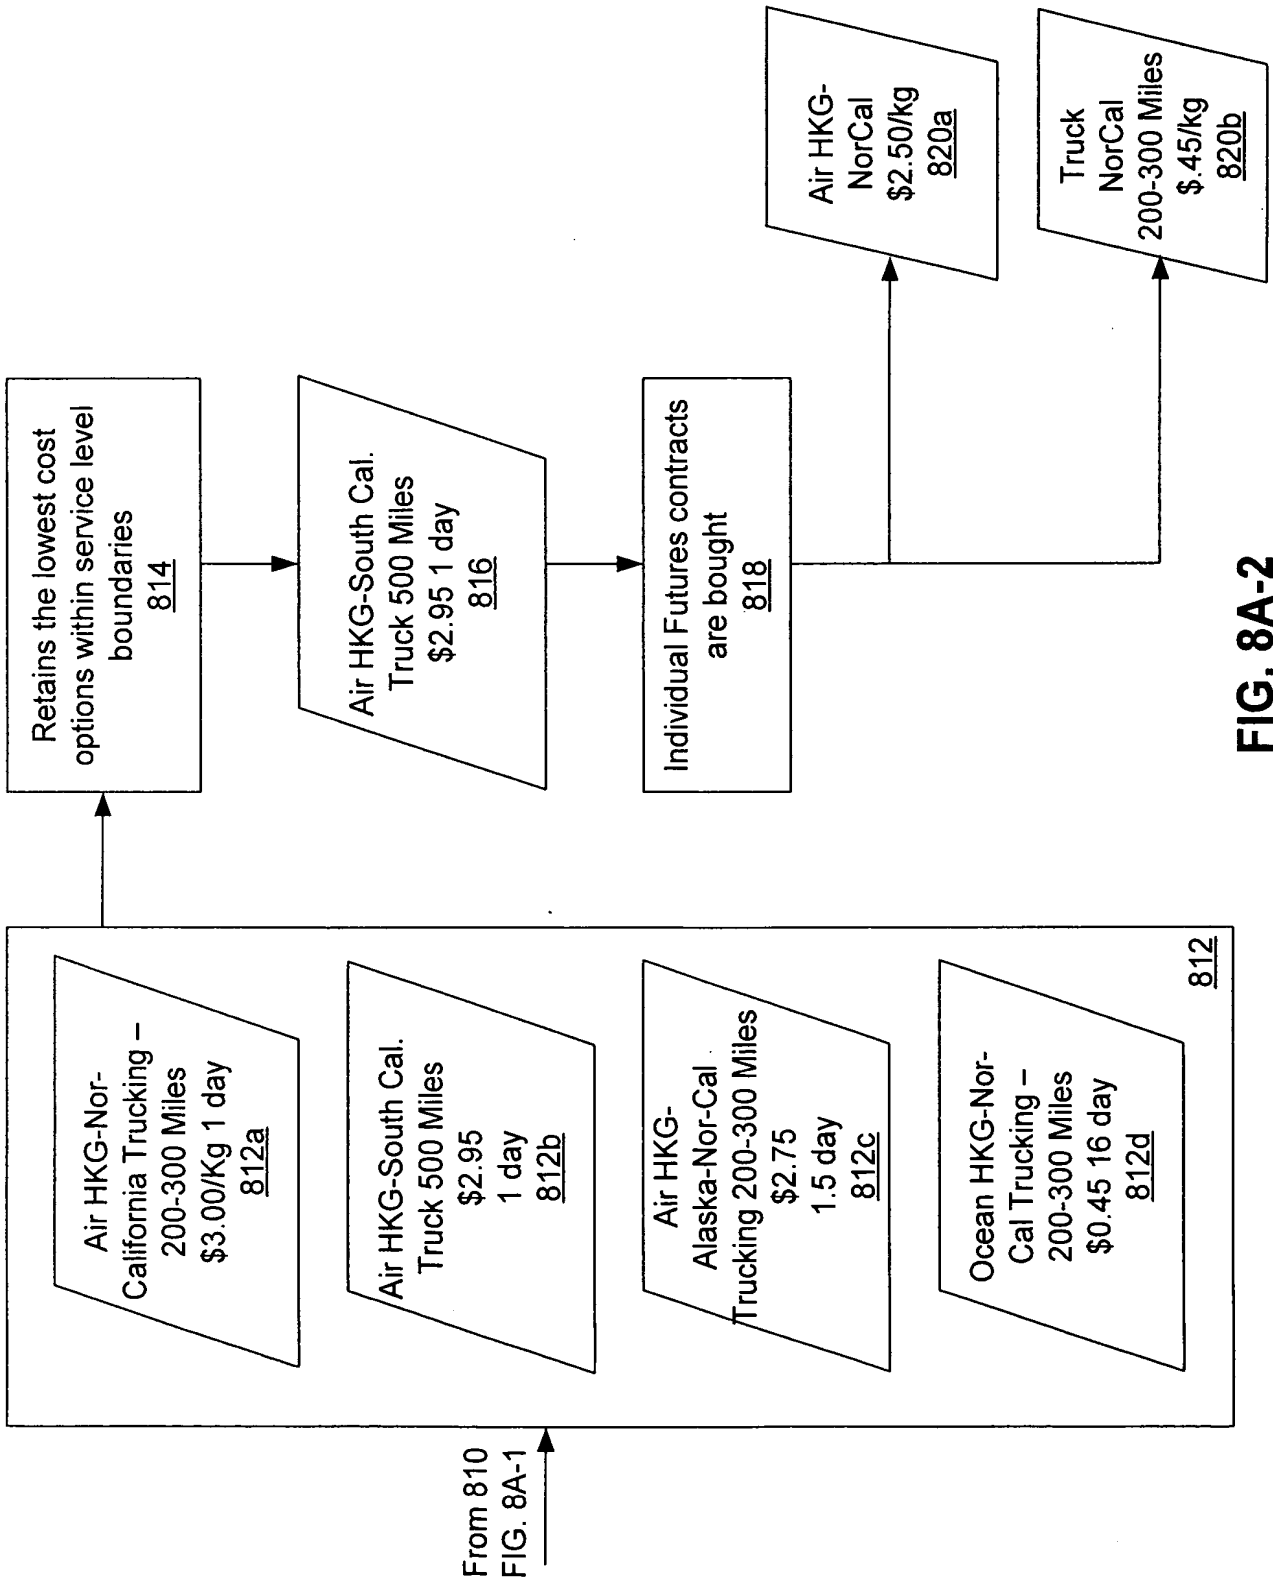 From 810
FIG. 8A-1
Air HKG-Nor-
California Trucking –
200-300 Miles
$3.00/Kg 1 day
812a
Air HKG-South Cal.
Truck 500 Miles
$2.95
1 day
812b
Air HKG-
Alaska-Nor-Cal
Trucking 200-300 Miles
$2.75
1.5 day
812c
Ocean HKG-Nor-
Cal Trucking –
200-300 Miles
$0.45 16 day
812d
812
Retains the lowest cost
options within service level
boundaries
814
Air HKG-South Cal.
Truck 500 Miles
$2.95 1 day
816
Individual Futures contracts
are bought
818
Air HKG-
NorCal
$2.50/kg
820a
Truck
NorCal
200-300 Miles
$.45/kg
820b
FIG. 8A-2